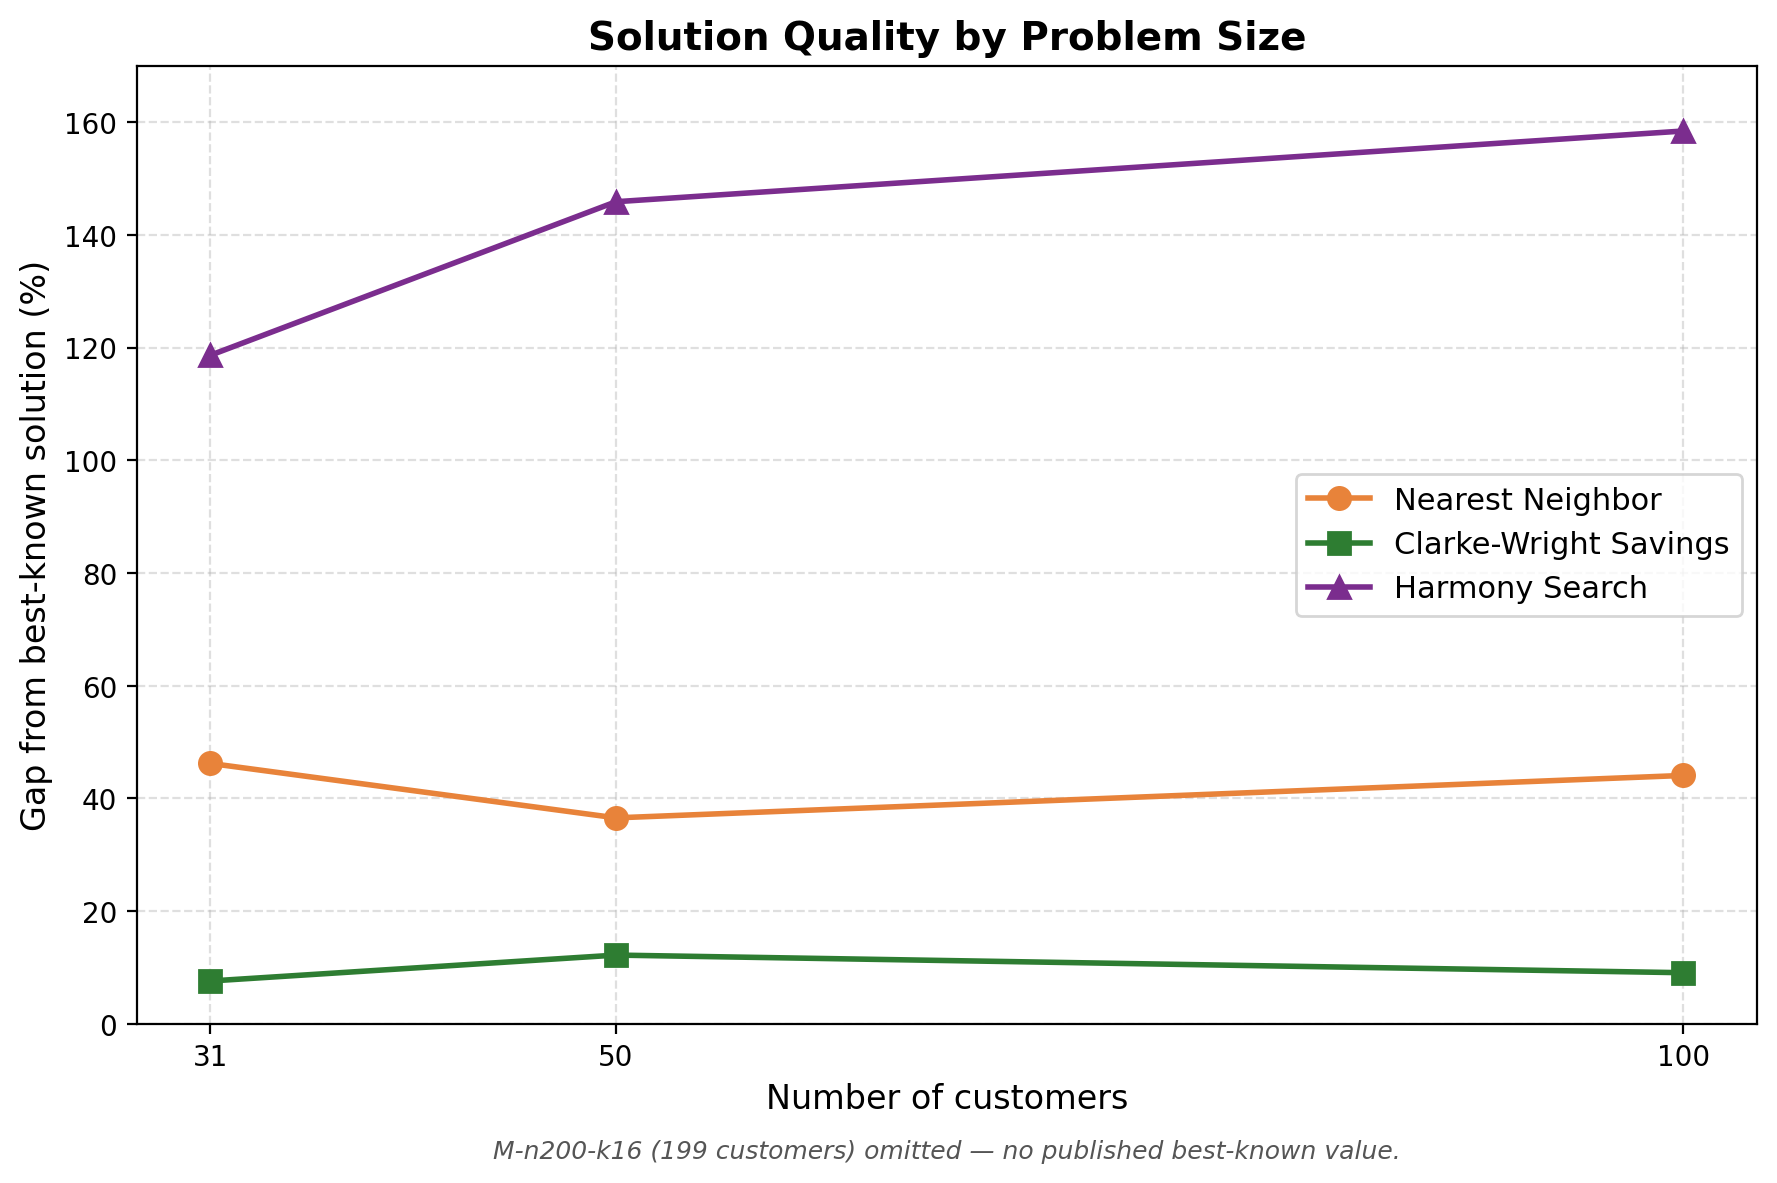 Solution Quality by Problem Size
Gap from best-known solution (%)
160
140
120
100
80
60
40
20
0
Nearest Neighbor
Clarke-Wright Savings
Harmony Search
31 50 100
Number of customers
M-n200-k16 (199 customers) omitted — no published best-known value.